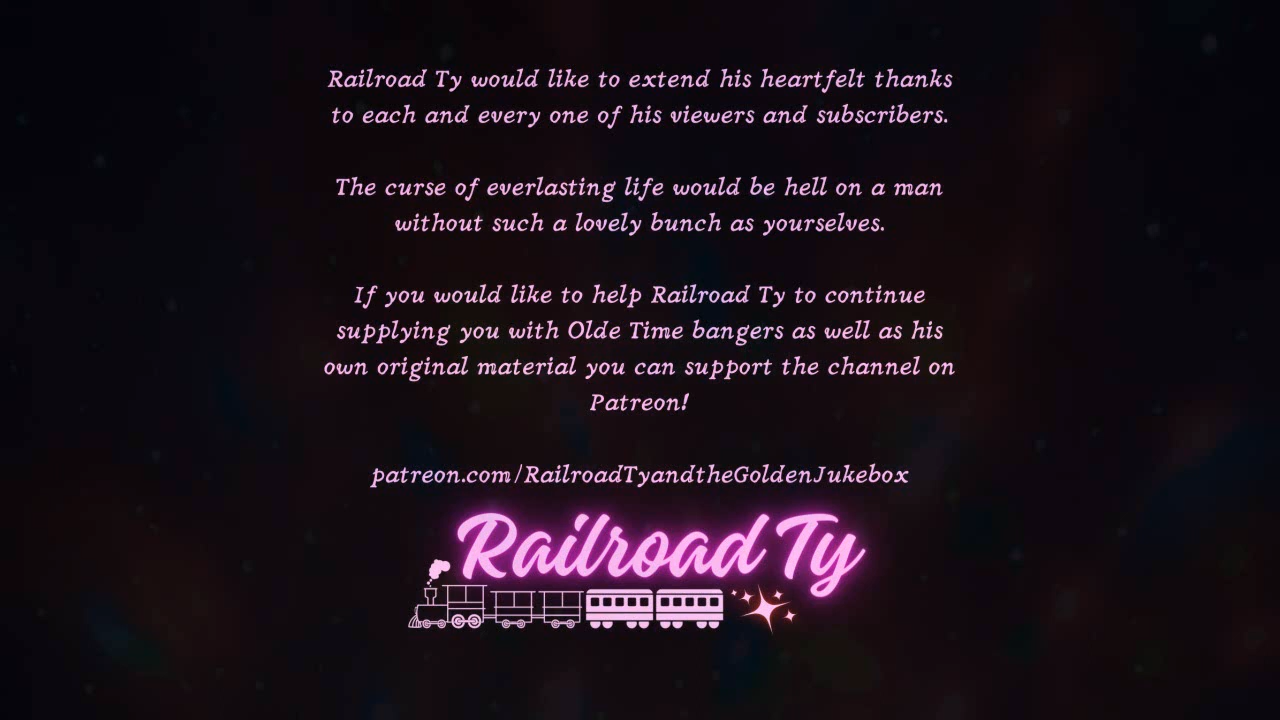 Railroad Ty would like to extend his heartfelt thanks
to each and every one of his viewers and subscribers.
The curse of everlasting life would be hell on a man
without such a lovely bunch as yourselves.
If you would like to help Railroad Ty to continue
supplying you with Olde Time bangers as well as his
own original material you can support the channel on
Patreon!
patreon.com/RailroadTyandtheGoldenJukebox
Railroad Ty